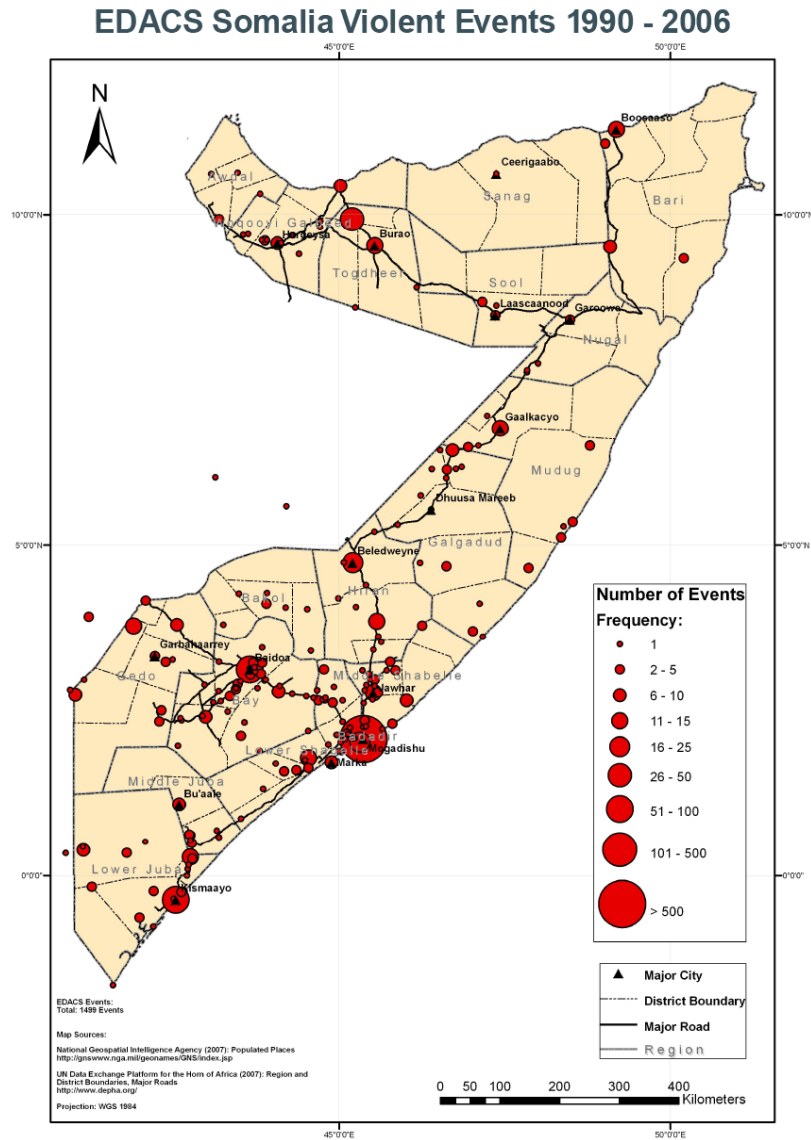 EDACS Somalia Violent Events 1990 - 2006
45°0'0"E
50°0'0"E
N
Boosaaso
Ceerigaabo
Awdal
Sanag
Bari
10°0'0"N
10°0'0"N
Woqooyi Galbeed
Hargeysa
Burao
Togdheer
Sool
Laascaanood
Garoowe
Nugal
Gaalkacyo
Mudug
Dhuusa Mareeb
5°0'0"N
5°0'0"N
Galgadud
Beledweyne
Hiran
Bakol
Garbahaarrey
Gedo
Baidoa
Middle Shabelle
Jawhar
Bay
Banadir
Mogadishu
Lower Shabelle
Marka
Middle Juba
Bu'aale
Lower Juba
0°0'0"
0°0'0"
Kismaayo
Number of Events
Frequency:
1
2 - 5
6 - 10
11 - 15
16 - 25
26 - 50
51 - 100
101 - 500
> 500
Major City
District Boundary
Major Road
Region
EDACS Events:
Total: 1499 Events
Map Sources:
National Geospatial Intelligence Agency (2007): Populated Places
http://gnswww.nga.mil/geonames/GNS/index.jsp
UN Data Exchange Platform for the Horn of Africa (2007): Region and
District Boundaries, Major Roads
http://www.depha.org/
Projection: WGS 1984
0 50 100 200 300 400
Kilometers
45°0'0"E
50°0'0"E